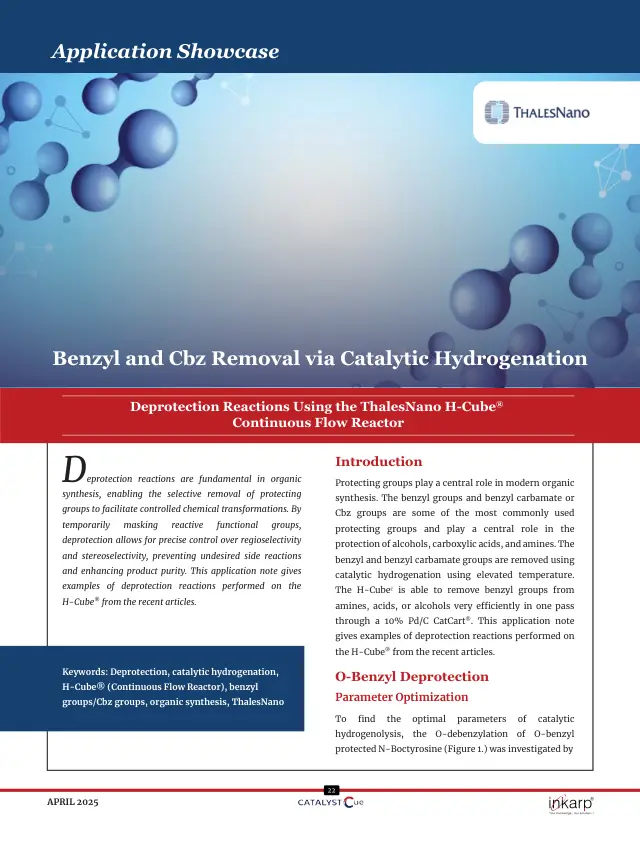 Application Showcase
THALESNano
Benzyl and Cbz Removal via Catalytic Hydrogenation
Deprotection Reactions Using the ThalesNano H-Cube®
Continuous Flow Reactor
Deprotection reactions are fundamental in organic
synthesis, enabling the selective removal of protecting
groups to facilitate controlled chemical transformations. By
temporarily masking reactive functional groups,
deprotection allows for precise control over regioselectivity
and stereoselectivity, preventing undesired side reactions
and enhancing product purity. This application note gives
examples of deprotection reactions performed on the
H-Cube® from the recent articles.
Keywords: Deprotection, catalytic hydrogenation,
H-Cube® (Continuous Flow Reactor), benzyl
groups/Cbz groups, organic synthesis, ThalesNano
Introduction
Protecting groups play a central role in modern organic
synthesis. The benzyl groups and benzyl carbamate or
Cbz groups are some of the most commonly used
protecting groups and play a central role in the
protection of alcohols, carboxylic acids, and amines. The
benzyl and benzyl carbamate groups are removed using
catalytic hydrogenation using elevated temperature.
The H-Cube is able to remove benzyl groups from
amines, acids, or alcohols very efficiently in one pass
through a 10% Pd/C CatCart®. This application note
gives examples of deprotection reactions performed on
the H-Cube® from the recent articles.
O-Benzyl Deprotection
Parameter Optimization
To find the optimal parameters of catalytic
hydrogenolysis, the O-debenzylation of O-benzyl
protected N-Boctyrosine (Figure 1.) was investigated by
APRIL 2025
22
CATALYST Cue
inkarp®